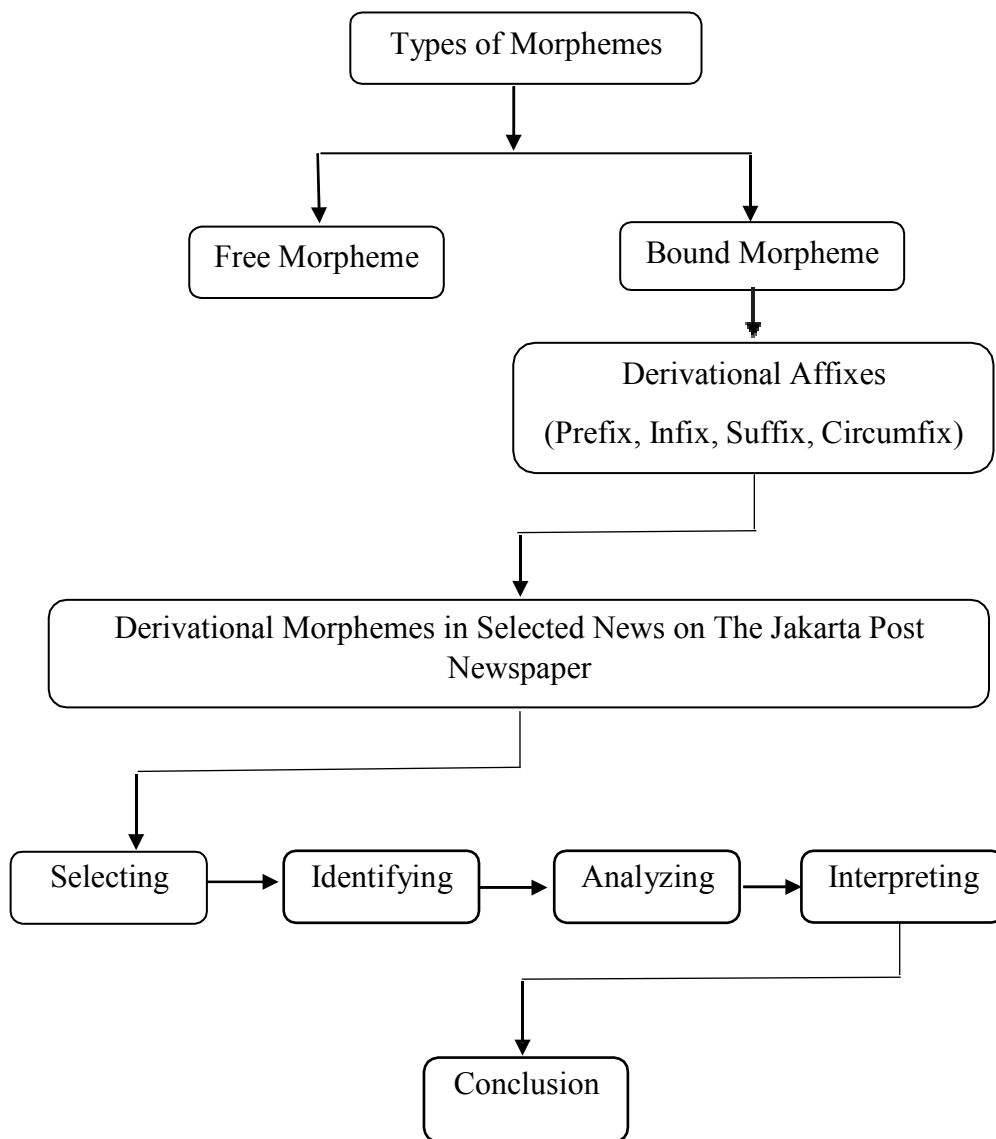 Types of Morphemes
Free Morpheme
Bound Morpheme
Derivational Affixes
(Prefix, Infix, Suffix, Circumfix)
Derivational Morphemes in Selected News on The Jakarta Post
Newspaper
Selecting
Identifying
Analyzing
Interpreting
Conclusion